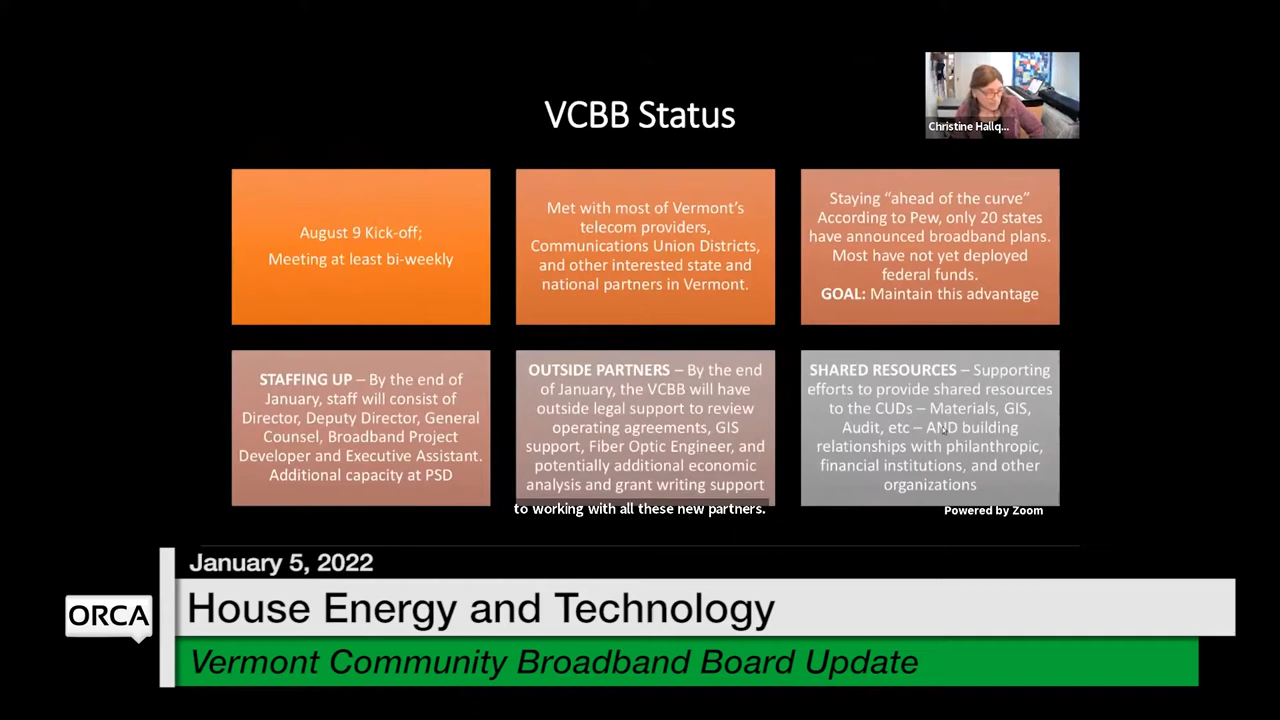 VCBB Status
Christine Hallq...
August 9 Kick-off;
Meeting at least bi-weekly
Met with most of Vermont's
telecom providers,
Communications Union Districts,
and other interested state and
national partners in Vermont.
Staying “ahead of the curve”
According to Pew, only 20 states
have announced broadband plans.
Most have not yet deployed
federal funds.
GOAL: Maintain this advantage
STAFFING UP – By the end of
January, staff will consist of
Director, Deputy Director, General
Counsel, Broadband Project
Developer and Executive Assistant.
Additional capacity at PSD
OUTSIDE PARTNERS – By the end
of January, the VCBB will have
outside legal support to review
operating agreements, GIS
support, Fiber Optic Engineer, and
potentially additional economic
analysis and grant writing support
SHARED RESOURCES – Supporting
efforts to provide shared resources
to the CUDs – Materials, GIS,
Audit, etc – AND building
relationships with philanthropic,
financial institutions, and other
organizations
to working with all these new partners.
Powered by Zoom
January 5, 2022
ORCA
House Energy and Technology
Vermont Community Broadband Board Update